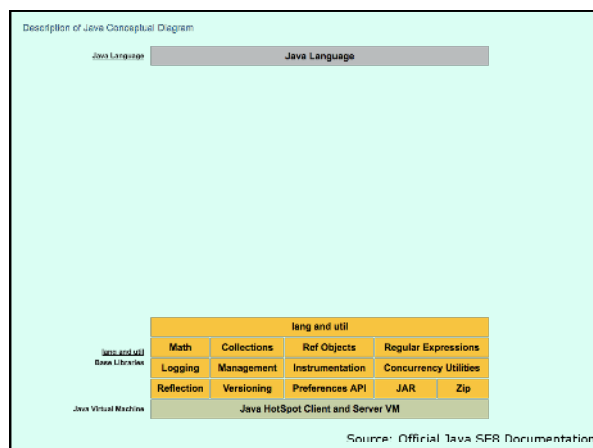 Description of Java Conceptual Diagram
Java Language Java Language
lang and util
Math Collections Ref Objects Regular Expressions
lang and util
Base Libraries
Logging Management Instrumentation Concurrency Utilities
Reflection Versioning Preferences API JAR Zip
Java Virtual Machine Java HotSpot Client and Server VM
Source: Official Java SE8 Documentation